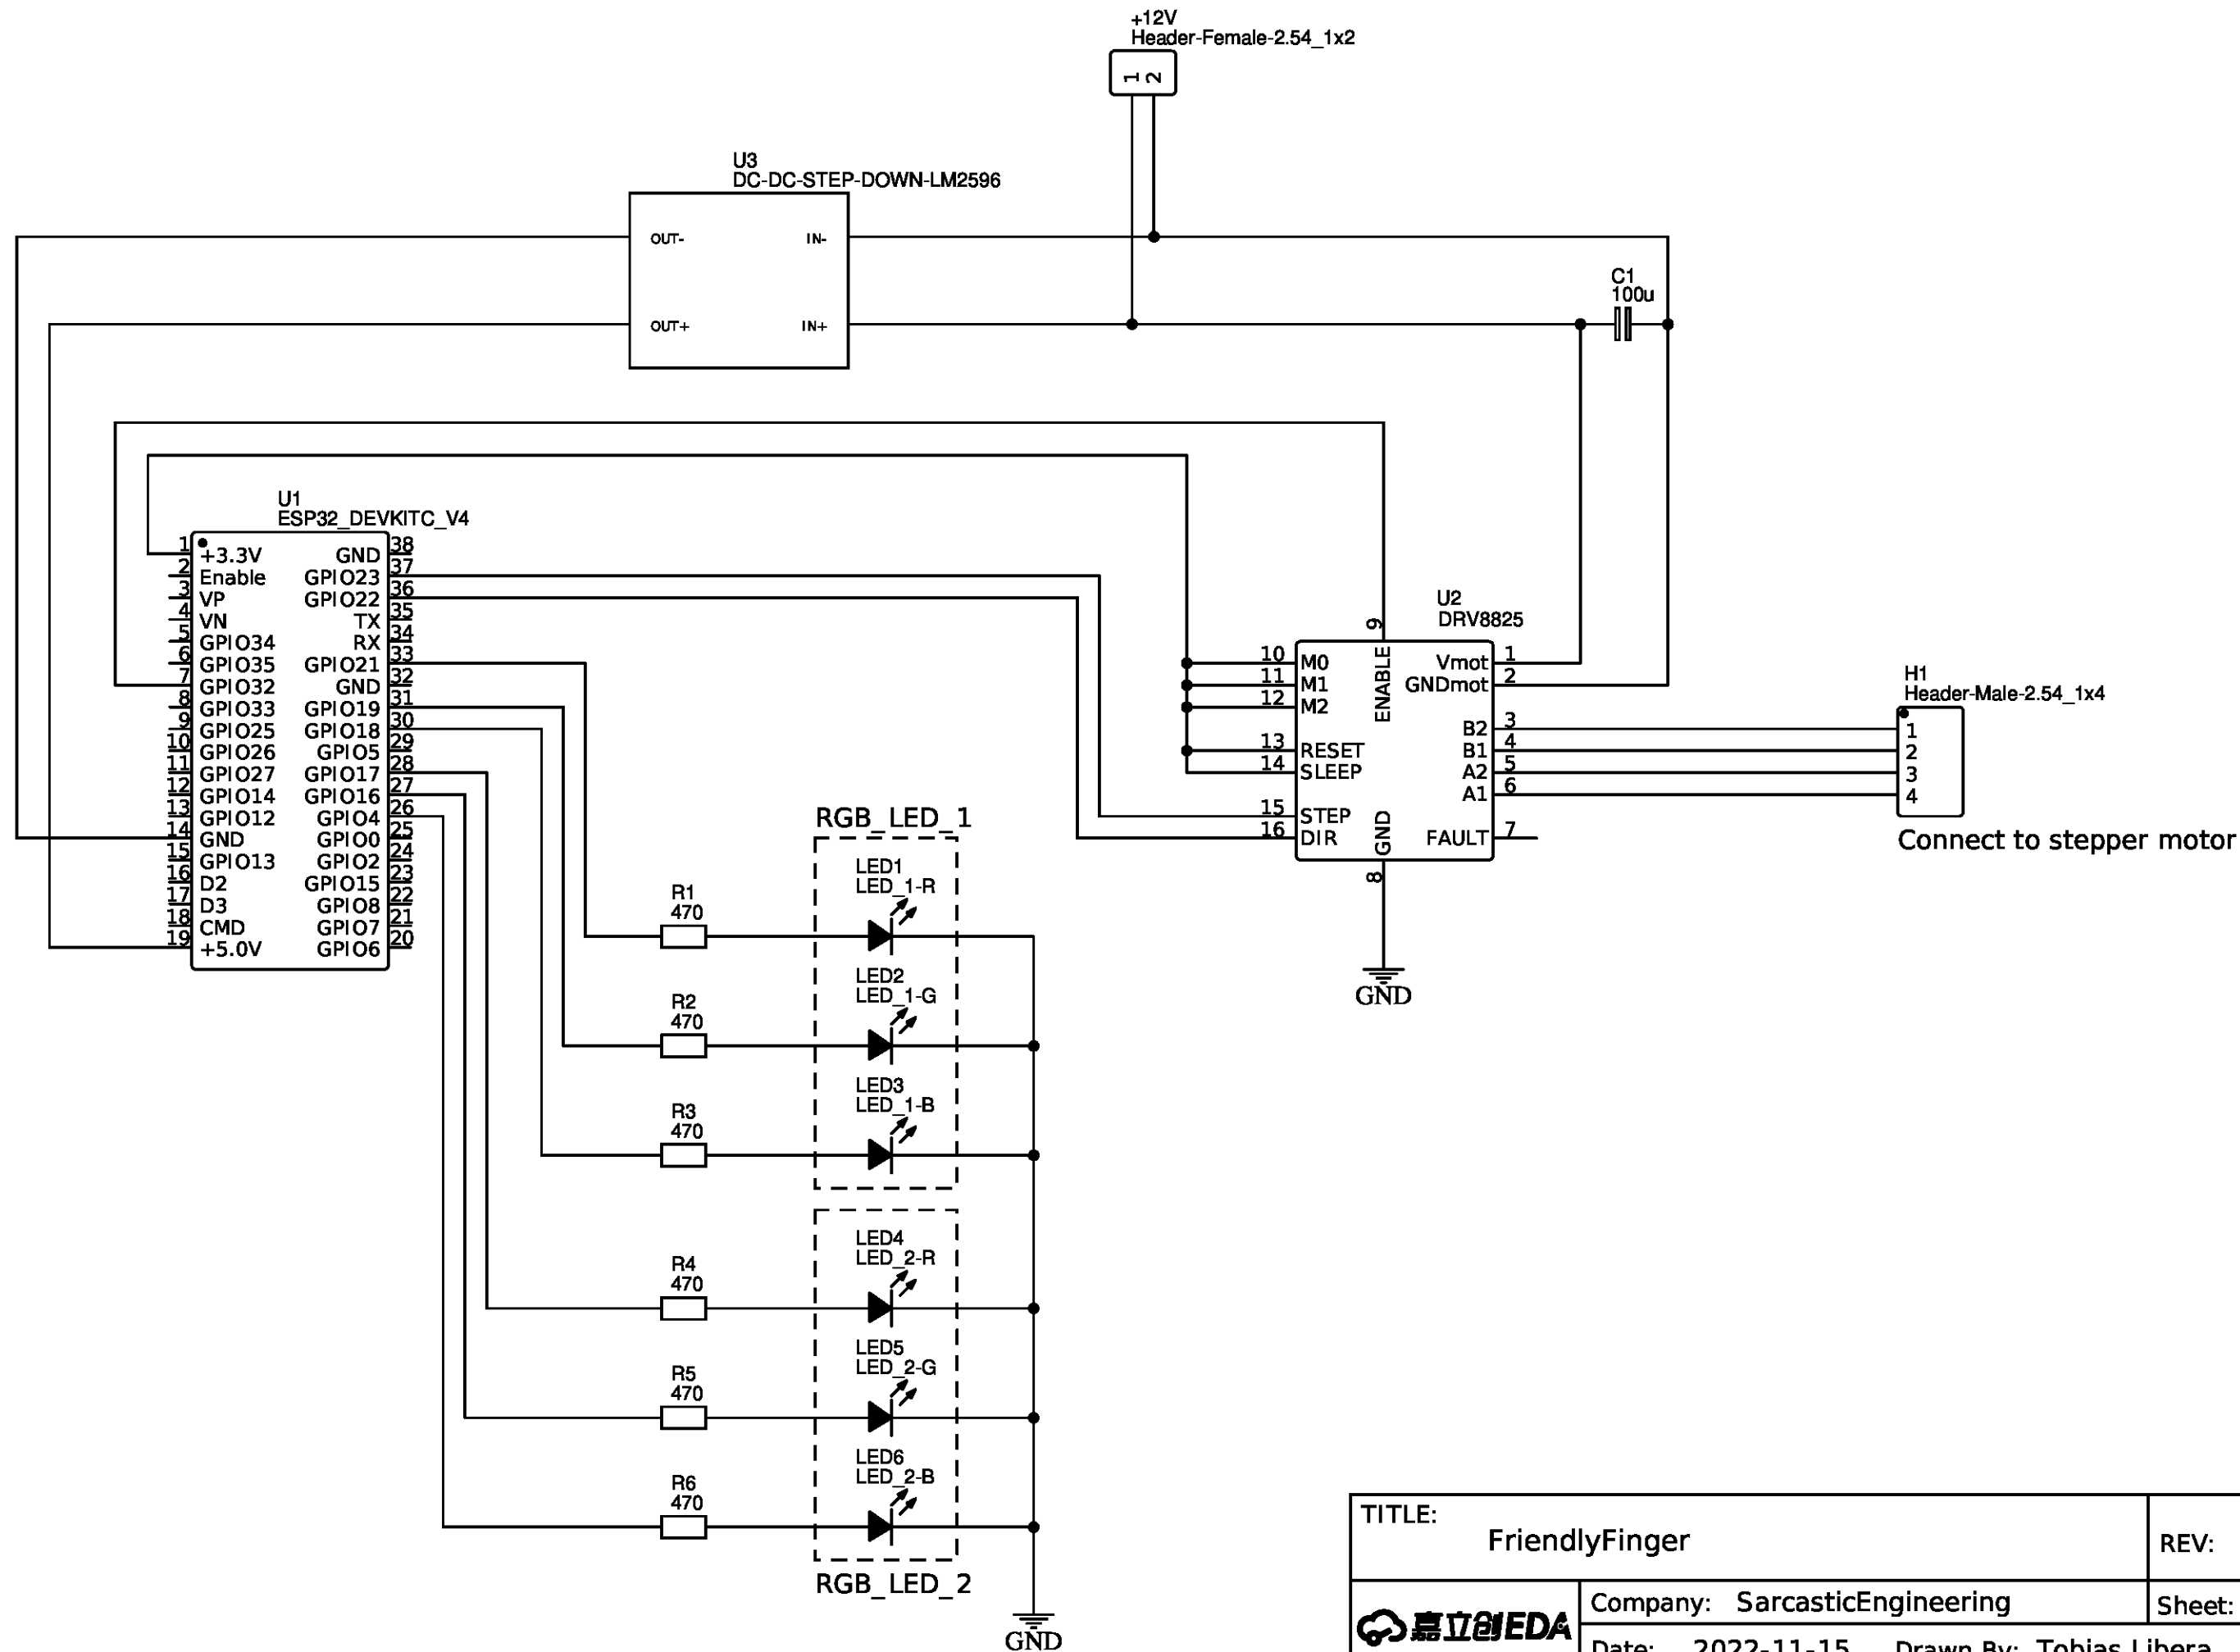 +12V
Header-Female-2.54_1x2
1
2
U3
DC-DC-STEP-DOWN-LM2596
OUT-
IN-
OUT+
IN+
C1
100u
U1
ESP32_DEVKITC_V4
1 +3.3V GND 38
2 Enable GPIO23 37
3 VP GPIO22 36
4 VN TX 35
5 GPIO34 RX 34
6 GPIO35 GPIO21 33
7 GPIO32 GND 32
8 GPIO33 GPIO19 31
9 GPIO25 GPIO18 30
10 GPIO26 GPIO5 29
11 GPIO27 GPIO17 28
12 GPIO14 GPIO16 27
13 GPIO12 GPIO4 26
14 GND GPIO0 25
15 GPIO13 GPIO2 24
16 D2 GPIO15 23
17 D3 GPIO8 22
18 CMD GPIO7 21
19 +5.0V GPIO6 20
U2
DRV8825
9
ENABLE
10 M0 Vmot 1
11 M1 GNDmot 2
12 M2
B2 3
13 RESET B1 4
14 SLEEP A2 5
A1 6
15 STEP
16 DIR FAULT 7
GND
8
GND
H1
Header-Male-2.54_1x4
1
2
3
4
Connect to stepper motor
RGB_LED_1
LED1
LED_1-R
R1
470
LED2
LED_1-G
R2
470
LED3
LED_1-B
R3
470
LED4
LED_2-R
R4
470
LED5
LED_2-G
R5
470
LED6
LED_2-B
R6
470
RGB_LED_2
GND
TITLE:
FriendlyFinger
REV:
嘉立创EDA
Company: SarcasticEngineering
Sheet:
Date: 2022-11-15 Drawn By: Tobias Libera